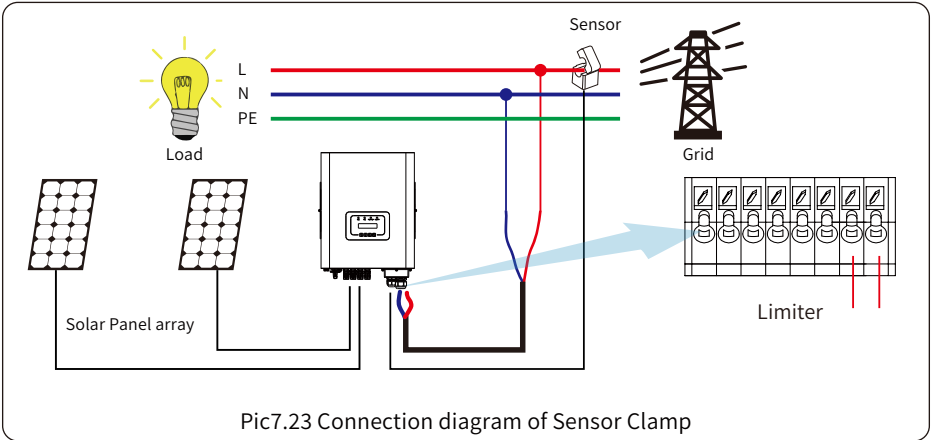 Sensor
L
N
PE
Load
Grid
Solar Panel array
Limiter
Pic7.23 Connection diagram of Sensor Clamp